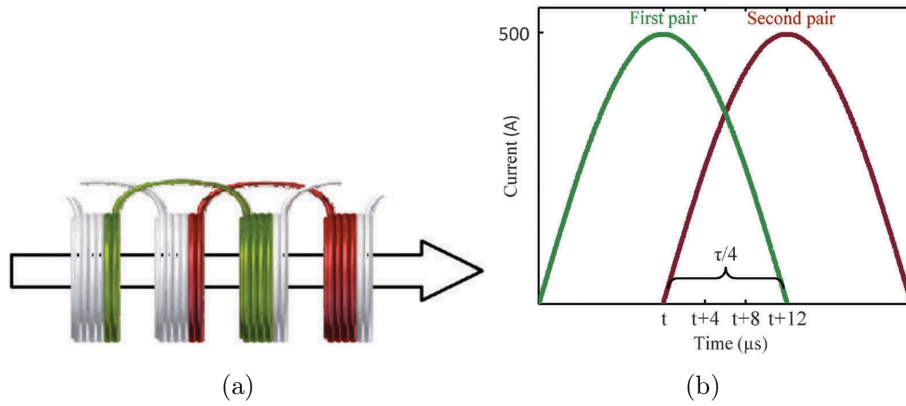 First pair
Second pair
500
Current (A)
τ/4
t
t+4
t+8
t+12
Time (μs)
(a)
(b)